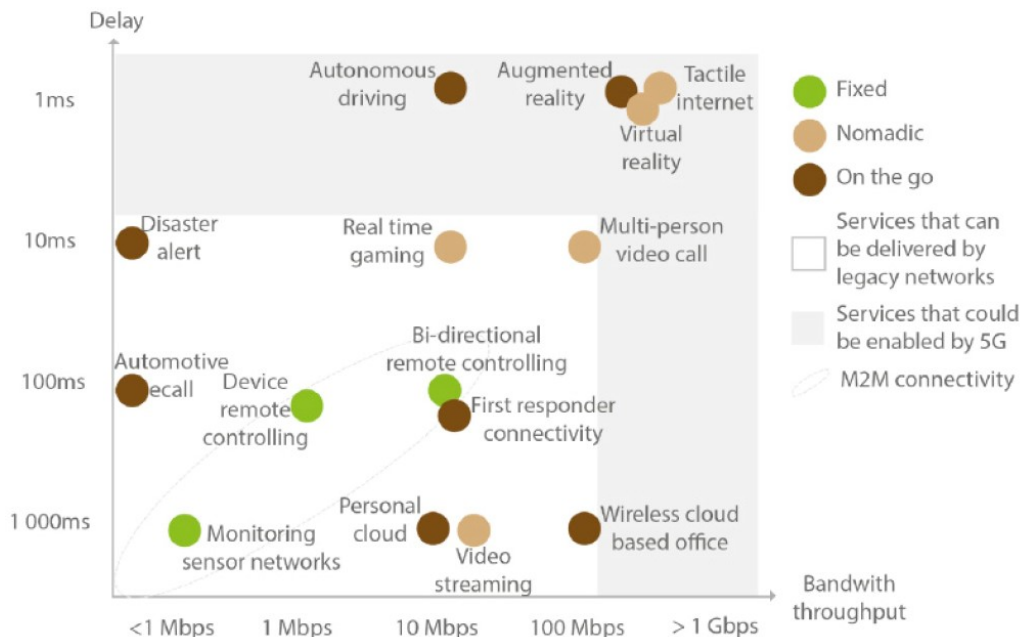 Delay
1ms
10ms
100ms
1 000ms
Autonomous
driving
Augmented
reality
Tactile
internet
Virtual
reality
Disaster
alert
Real time
gaming
Multi-person
video call
Bi-directional
remote controlling
Automotive
ecall
Device
remote
controlling
First responder
connectivity
Monitoring
sensor networks
Personal
cloud
Video
streaming
Wireless cloud
based office
<1 Mbps
1 Mbps
10 Mbps
100 Mbps
> 1 Gbps
Bandwith
throughput
Fixed
Nomadic
On the go
Services that can
be delivered by
legacy networks
Services that could
be enabled by 5G
M2M connectivity